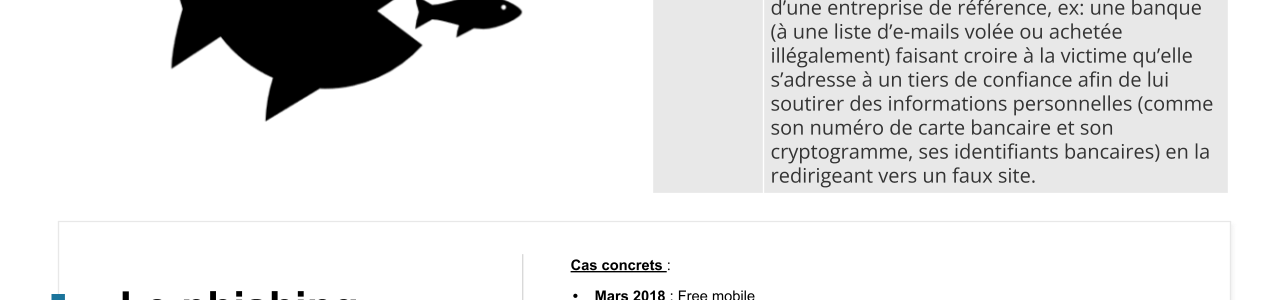 d’une entreprise de référence, ex: une banque
(à une liste d’e-mails volée ou achetée
illégalement) faisant croire à la victime qu’elle
s’adresse à un tiers de confiance afin de lui
soutirer des informations personnelles (comme
son numéro de carte bancaire et son
cryptogramme, ses identifiants bancaires) en la
redirigeant vers un faux site.
Cas concrets :
Le phishing
• Mars 2018 : Free mobile